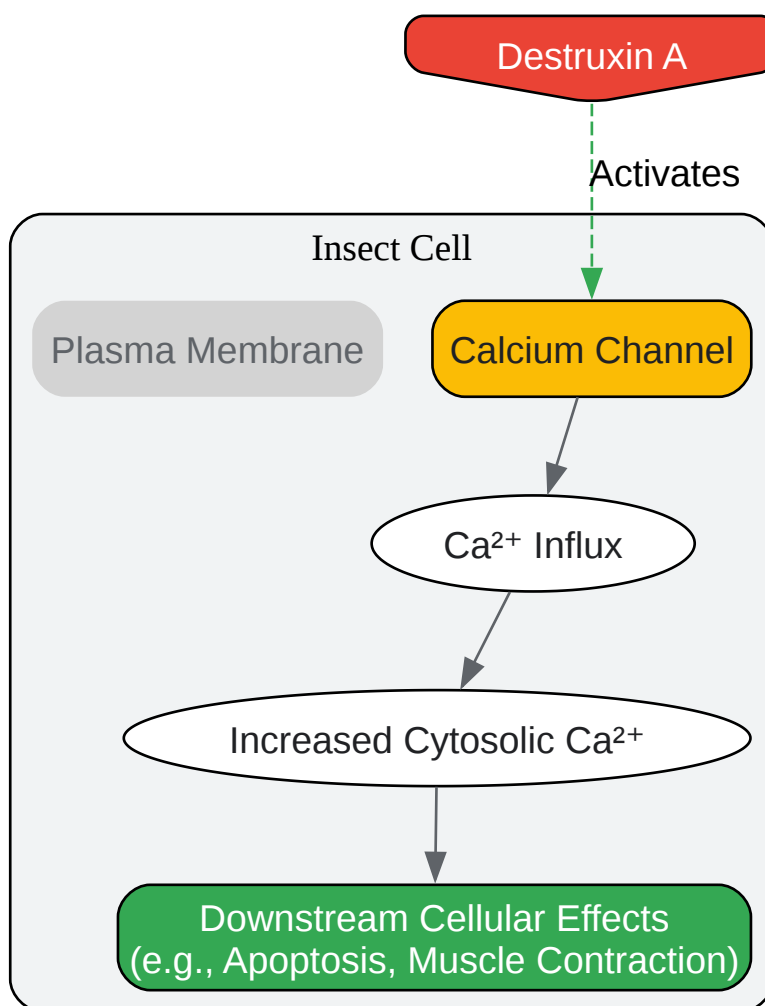 Destruxin A
Activates
Insect Cell
Plasma Membrane
Calcium Channel
Ca²⁺ Influx
Increased Cytosolic Ca²⁺
Downstream Cellular Effects
(e.g., Apoptosis, Muscle Contraction)